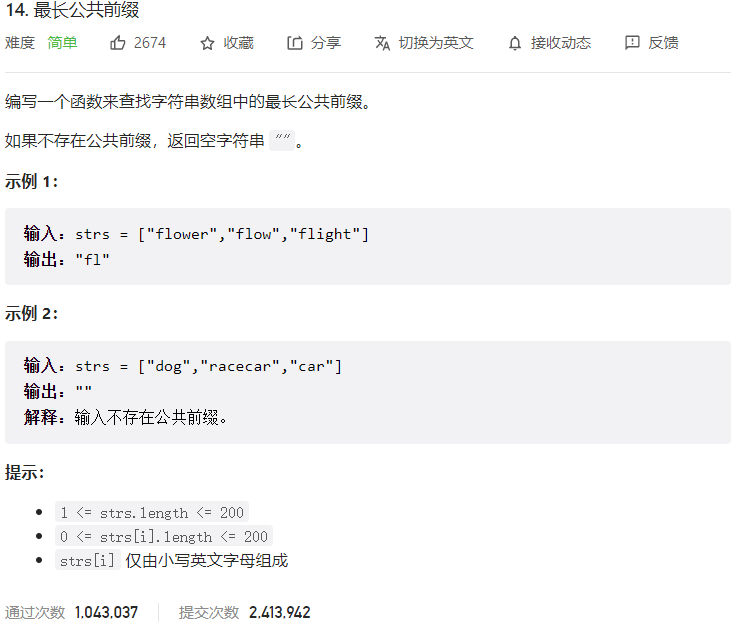 14. 最长公共前缀
难度 简单 2674 收藏 分享 切换为英文 接收动态 反馈
编写一个函数来查找字符串数组中的最长公共前缀。
如果不存在公共前缀，返回空字符串 ""。
示例 1：
输入：strs = ["flower","flow","flight"]
输出："fl"
示例 2：
输入：strs = ["dog","racecar","car"]
输出：""
解释：输入不存在公共前缀。
提示：
1 <= strs.length <= 200
0 <= strs[i].length <= 200
strs[i] 仅由小写英文字母组成
通过次数 1,043,037 提交次数 2,413,942